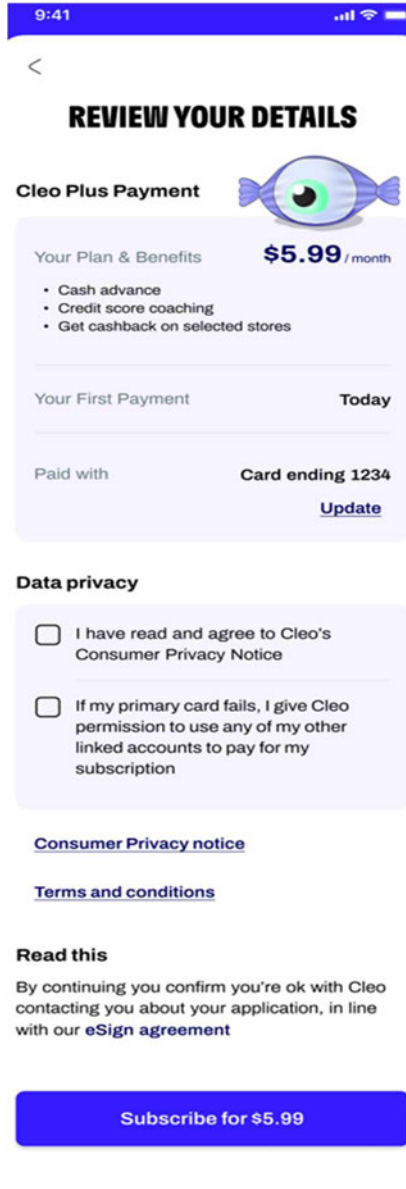 9:41
<
REVIEW YOUR DETAILS
Cleo Plus Payment
Your Plan & Benefits $5.99 / month
• Cash advance
• Credit score coaching
• Get cashback on selected stores
Your First Payment Today
Paid with Card ending 1234
Update
Data privacy
I have read and agree to Cleo's
Consumer Privacy Notice
If my primary card fails, I give Cleo
permission to use any of my other
linked accounts to pay for my
subscription
Consumer Privacy notice
Terms and conditions
Read this
By continuing you confirm you're ok with Cleo
contacting you about your application, in line
with our eSign agreement
Subscribe for $5.99